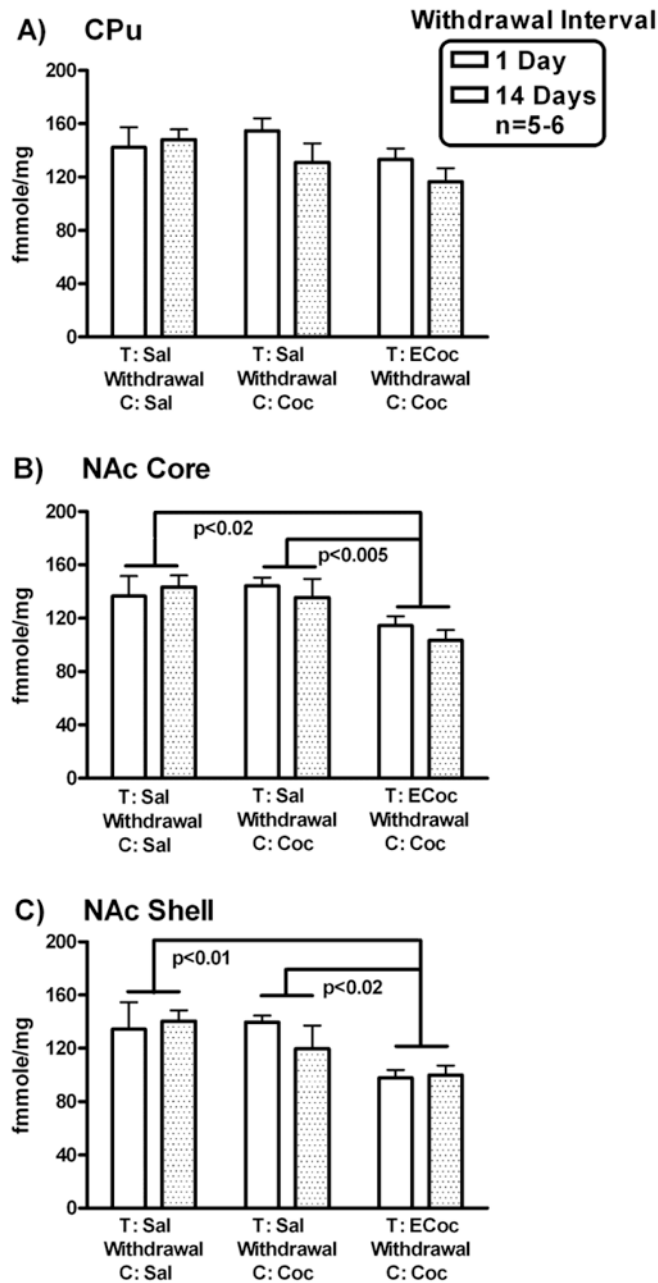 Withdrawal Interval
1 Day
14 Days
n=5-6
A) CPu
200
160
120
80
40
0
fmmole/mg
T: Sal T: Sal T: ECoc
Withdrawal Withdrawal Withdrawal
C: Sal C: Coc C: Coc
B) NAc Core
200
160
120
80
40
0
fmmole/mg
p<0.02
p<0.005
T: Sal T: Sal T: ECoc
Withdrawal Withdrawal Withdrawal
C: Sal C: Coc C: Coc
C) NAc Shell
200
160
120
80
40
0
fmmole/mg
p<0.01
p<0.02
T: Sal T: Sal T: ECoc
Withdrawal Withdrawal Withdrawal
C: Sal C: Coc C: Coc